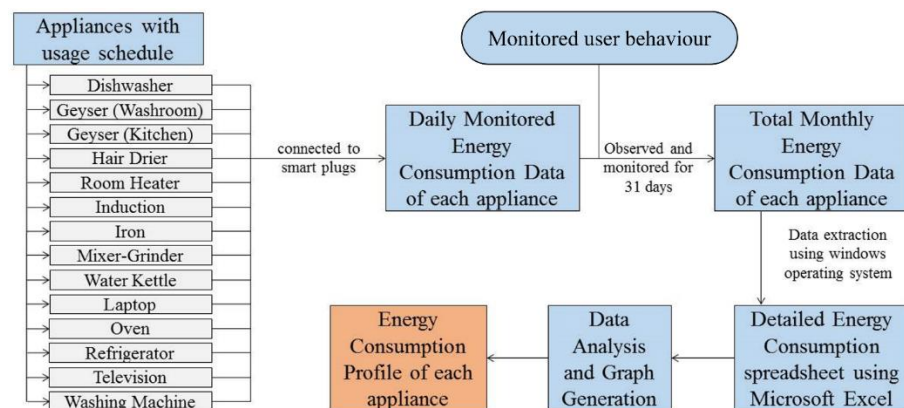 Appliances with
usage schedule
Dishwasher
Geyser (Washroom)
Geyser (Kitchen)
Hair Drier
Room Heater
Induction
Iron
Mixer-Grinder
Water Kettle
Laptop
Oven
Refrigerator
Television
Washing Machine
connected to
smart plugs
Monitored user behaviour
Daily Monitored
Energy
Consumption Data
of each appliance
Observed and
monitored for
31 days
Total Monthly
Energy
Consumption Data
of each appliance
Data extraction
using windows
operating system
Detailed Energy
Consumption
spreadsheet using
Microsoft Excel
Data
Analysis
and Graph
Generation
Energy
Consumption
Profile of each
appliance